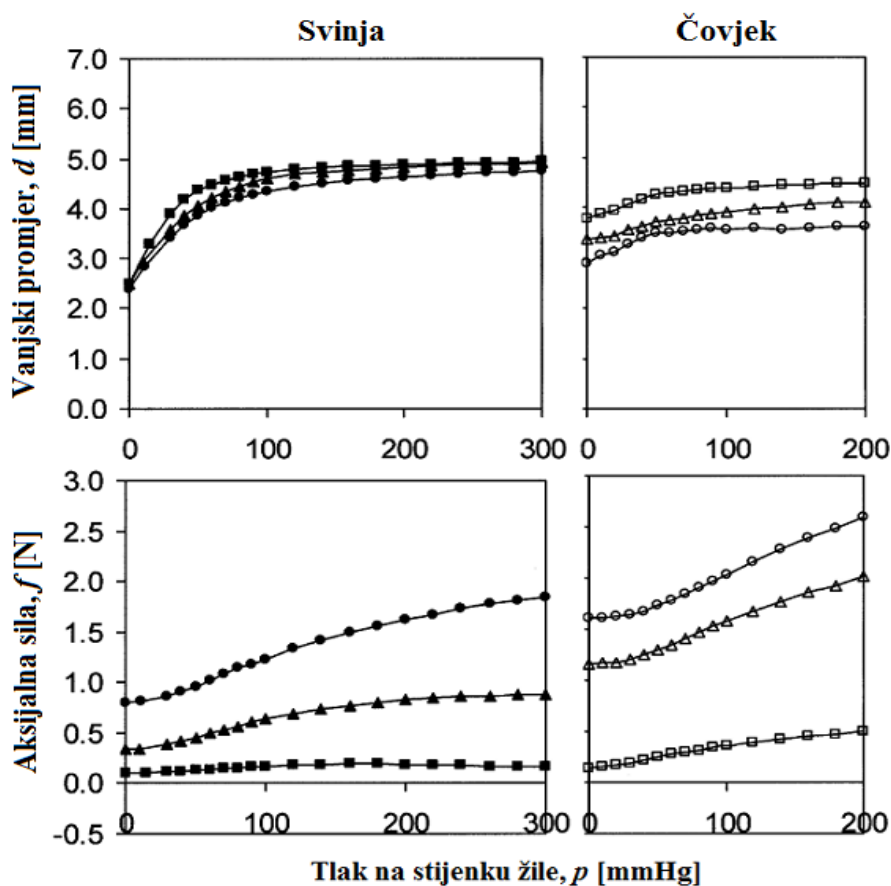 Svinja Čovjek
Vanjski promjer, d [mm]
7.0
6.0
5.0
4.0
3.0
2.0
1.0
0.0
0 100 200 300 0 100 200
Aksijalna sila, f [N]
3.0
2.5
2.0
1.5
1.0
0.5
0.0
-0.5
0 100 200 300 0 100 200
Tlak na stijenku žile, p [mmHg]